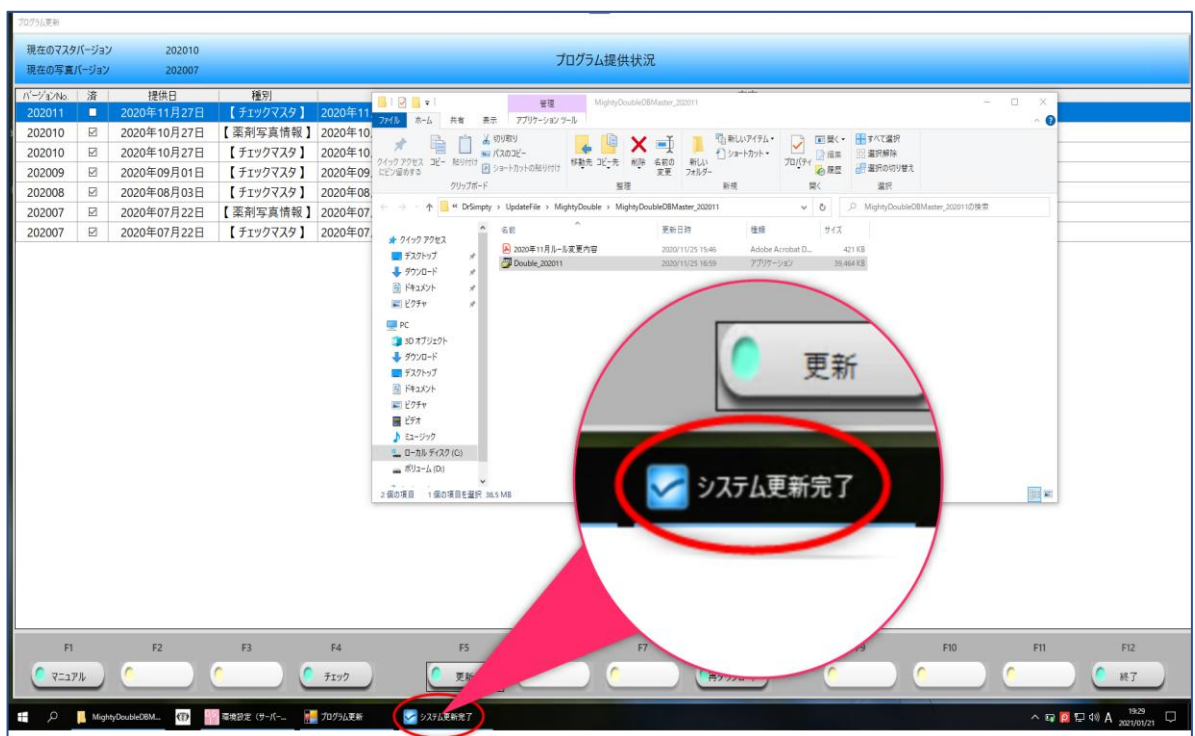 プログラム更新
現在のマスタバージョン 202010
現在の写真バージョン 202007
プログラム提供状況
バージョンNo. 済 提供日 種別
202011 2020年11月27日 【 チェックマスタ 】 2020年11
202010 2020年10月27日 【 薬剤写真情報 】 2020年10
202010 2020年10月27日 【 チェックマスタ 】 2020年10
202009 2020年09月01日 【 チェックマスタ 】 2020年09
202008 2020年08月03日 【 チェックマスタ 】 2020年08
202007 2020年07月22日 【 薬剤写真情報 】 2020年07
202007 2020年07月22日 【 チェックマスタ 】 2020年07
管理 MightyDoubleDBMaster_202011
ファイル ホーム 共有 表示 アプリケーション ツール
クイック アクセスにピン留めする
コピー 貼り付け
切り取り
パスのコピー
ショートカットの貼り付け
移動先 コピー先 削除 名前の変更
新しいフォルダー
新しいアイテム
ショートカット
プロパティ
開く
編集
履歴
すべて選択
選択解除
選択の切り替え
クリップボード 整理 新規 開く 選択
« DrSimpty › UpdateFile › MightyDouble › MightyDoubleDBMaster_202011
MightyDoubleDBMaster_202011の検索
名前 更新日時 種類 サイズ
2020年11月ルール変更内容 2020/11/25 15:46 Adobe Acrobat D... 421 KB
Double_202011 2020/11/25 16:59 アプリケーション 39,464 KB
クイック アクセス
デスクトップ
ダウンロード
ドキュメント
ピクチャ
PC
3D オブジェクト
ダウンロード
デスクトップ
ドキュメント
ピクチャ
ビデオ
ミュージック
ローカル ディスク (C:)
ボリューム (D:)
2 個の項目 1 個の項目を選択 38.5 MB
更新
システム更新完了
F1 F2 F3 F4 F5 F7 F9 F10 F11 F12
マニュアル チェック 更新 再ダウンロード 終了
MightyDoubleDBM... 環境設定 (サーバー... プログラム更新 システム更新完了
A 19:29
2021/01/21